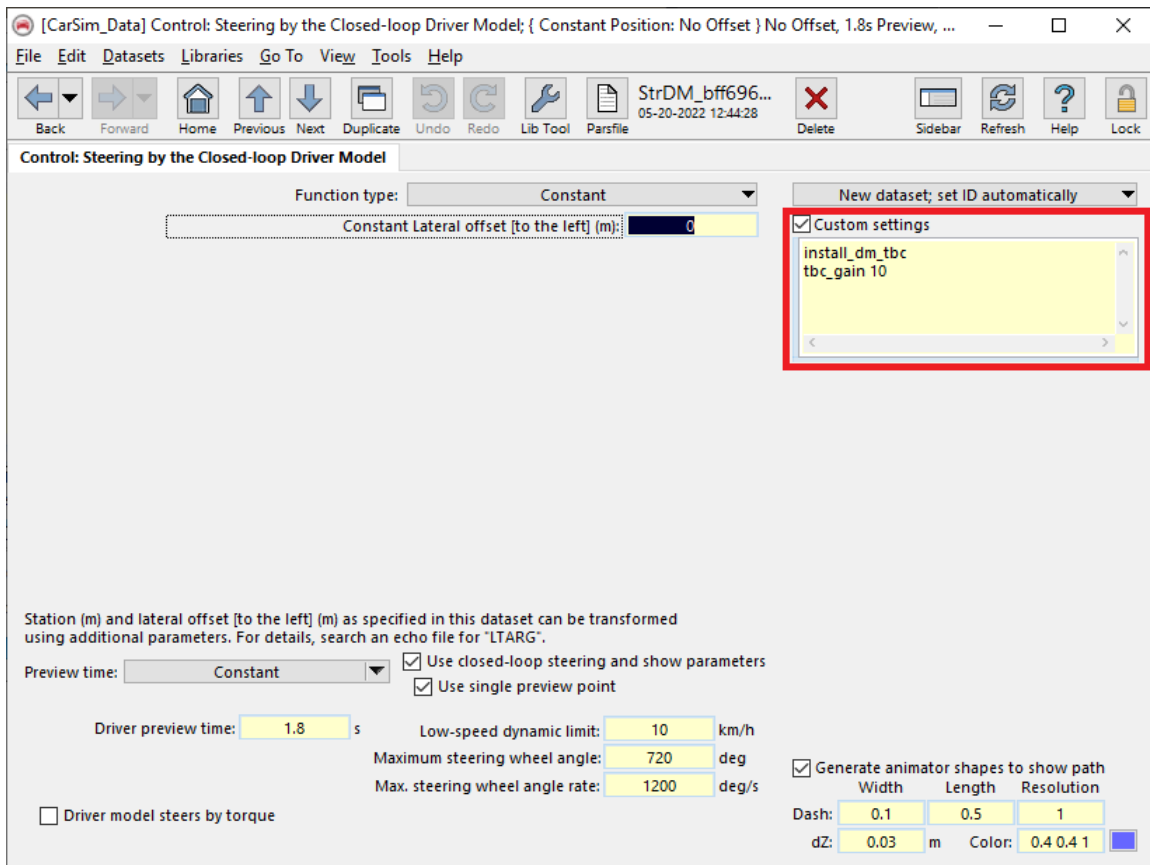 [CarSim_Data] Control: Steering by the Closed-loop Driver Model; { Constant Position: No Offset } No Offset, 1.8s Preview, ...
File Edit Datasets Libraries Go To View Tools Help
StrDM_bff696...
05-20-2022 12:44:28
Back Forward Home Previous Next Duplicate Undo Redo Lib Tool Parsfile Delete Sidebar Refresh Help Lock
Control: Steering by the Closed-loop Driver Model
Function type: Constant New dataset; set ID automatically
Constant Lateral offset [to the left] (m): 0 Custom settings
install_dm_tbc
tbc_gain 10
Station (m) and lateral offset [to the left] (m) as specified in this dataset can be transformed
using additional parameters. For details, search an echo file for "LTARG".
Preview time: Constant Use closed-loop steering and show parameters
Use single preview point
Driver preview time: 1.8 s Low-speed dynamic limit: 10 km/h
Maximum steering wheel angle: 720 deg
Max. steering wheel angle rate: 1200 deg/s
Driver model steers by torque
Generate animator shapes to show path
Width Length Resolution
Dash: 0.1 0.5 1
dZ: 0.03 m Color: 0.4 0.4 1